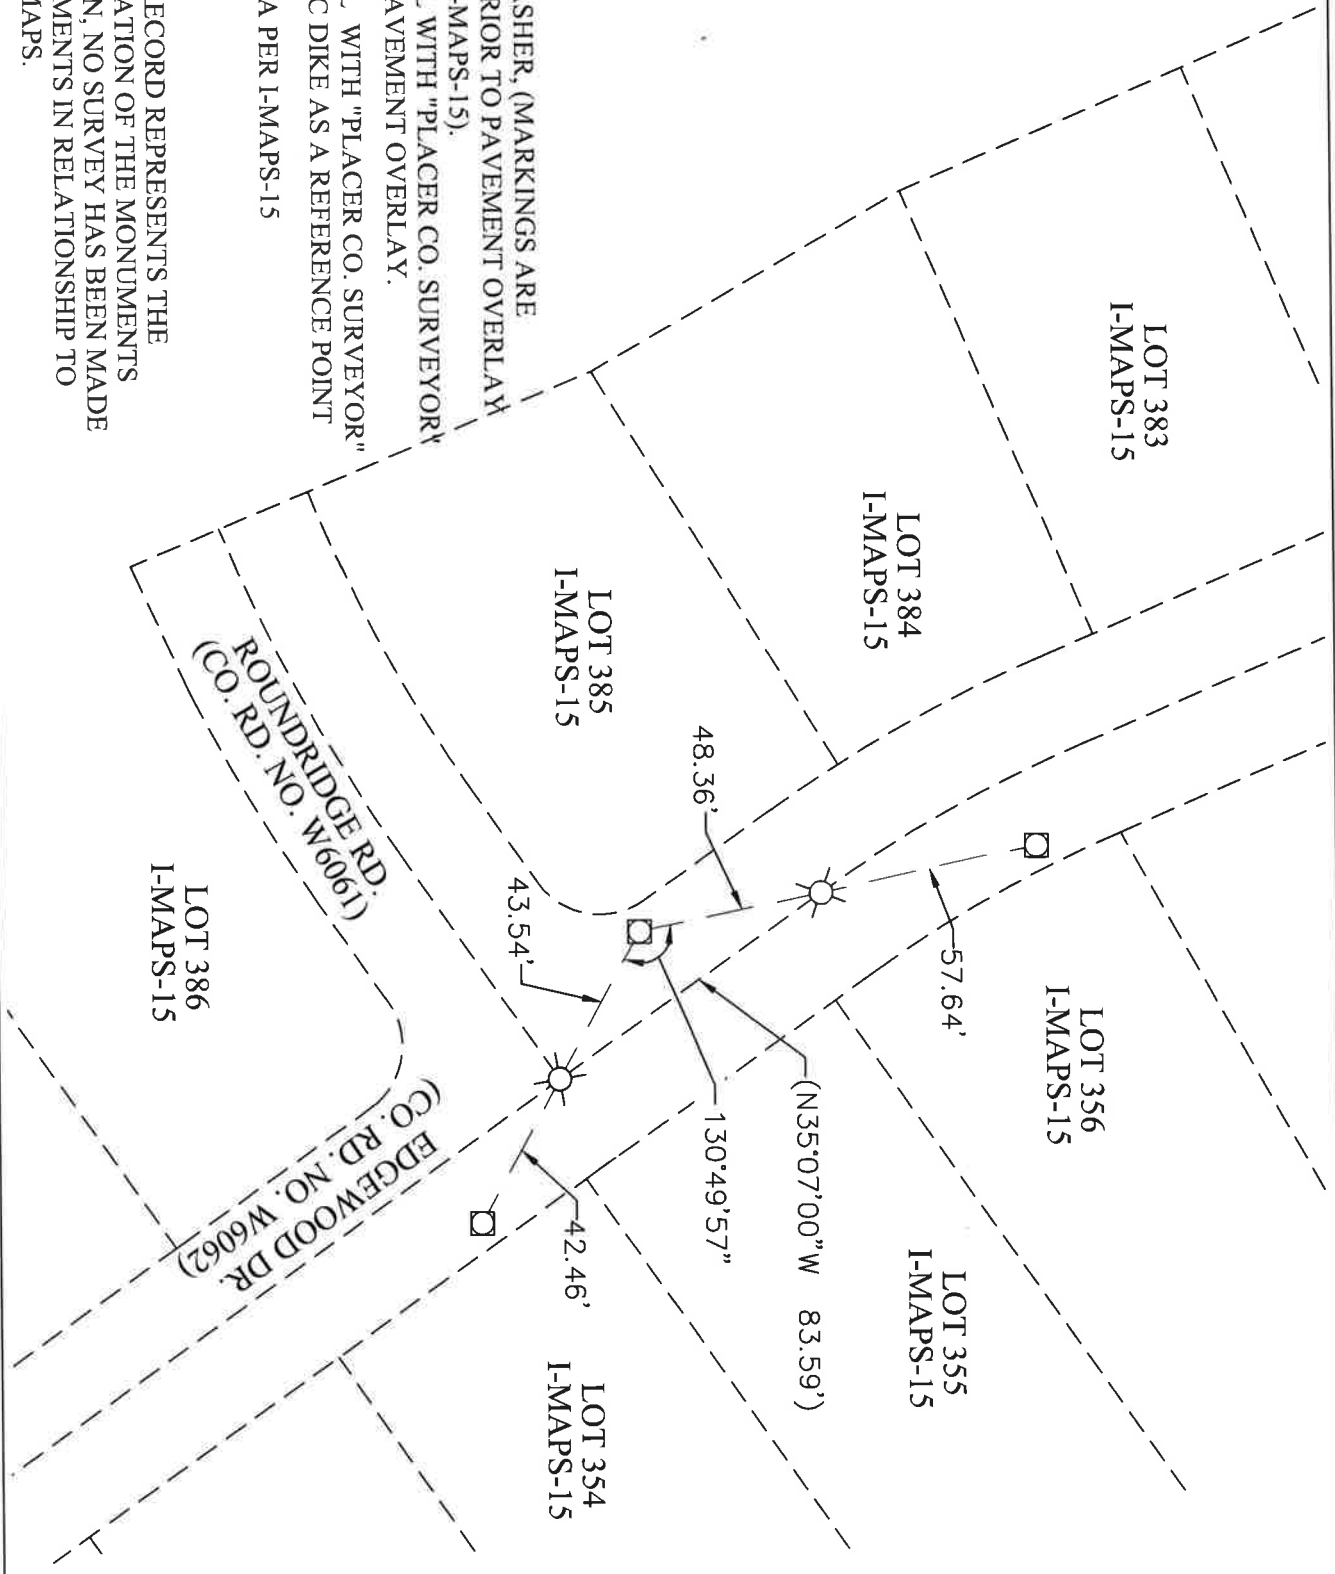 LOT 383
I-MAPS-15
LOT 384
I-MAPS-15
LOT 385
I-MAPS-15
LOT 356
I-MAPS-15
LOT 355
I-MAPS-15
LOT 354
I-MAPS-15
LOT 386
I-MAPS-15
48.36'
57.64'
43.54'
42.46'
130°49'57"
(N35°07'00"W 83.59')
ROUNDRIDGE RD.
(CO. RD. NO. W6061)
EDGEWOOD DR.
(CO. RD. NO. W6062)
ASHER, (MARKINGS ARE
RIOR TO PAVEMENT OVERLAY
-MAPS-15).
WITH "PLACER CO. SURVEYOR"
AVEMENT OVERLAY.
WITH "PLACER CO. SURVEYOR"
C DIKE AS A REFERENCE POINT
A PER I-MAPS-15
ECORD REPRESENTS THE
ATION OF THE MONUMENTS
N, NO SURVEY HAS BEEN MADE
MENTS IN RELATIONSHIP TO
MAPS.